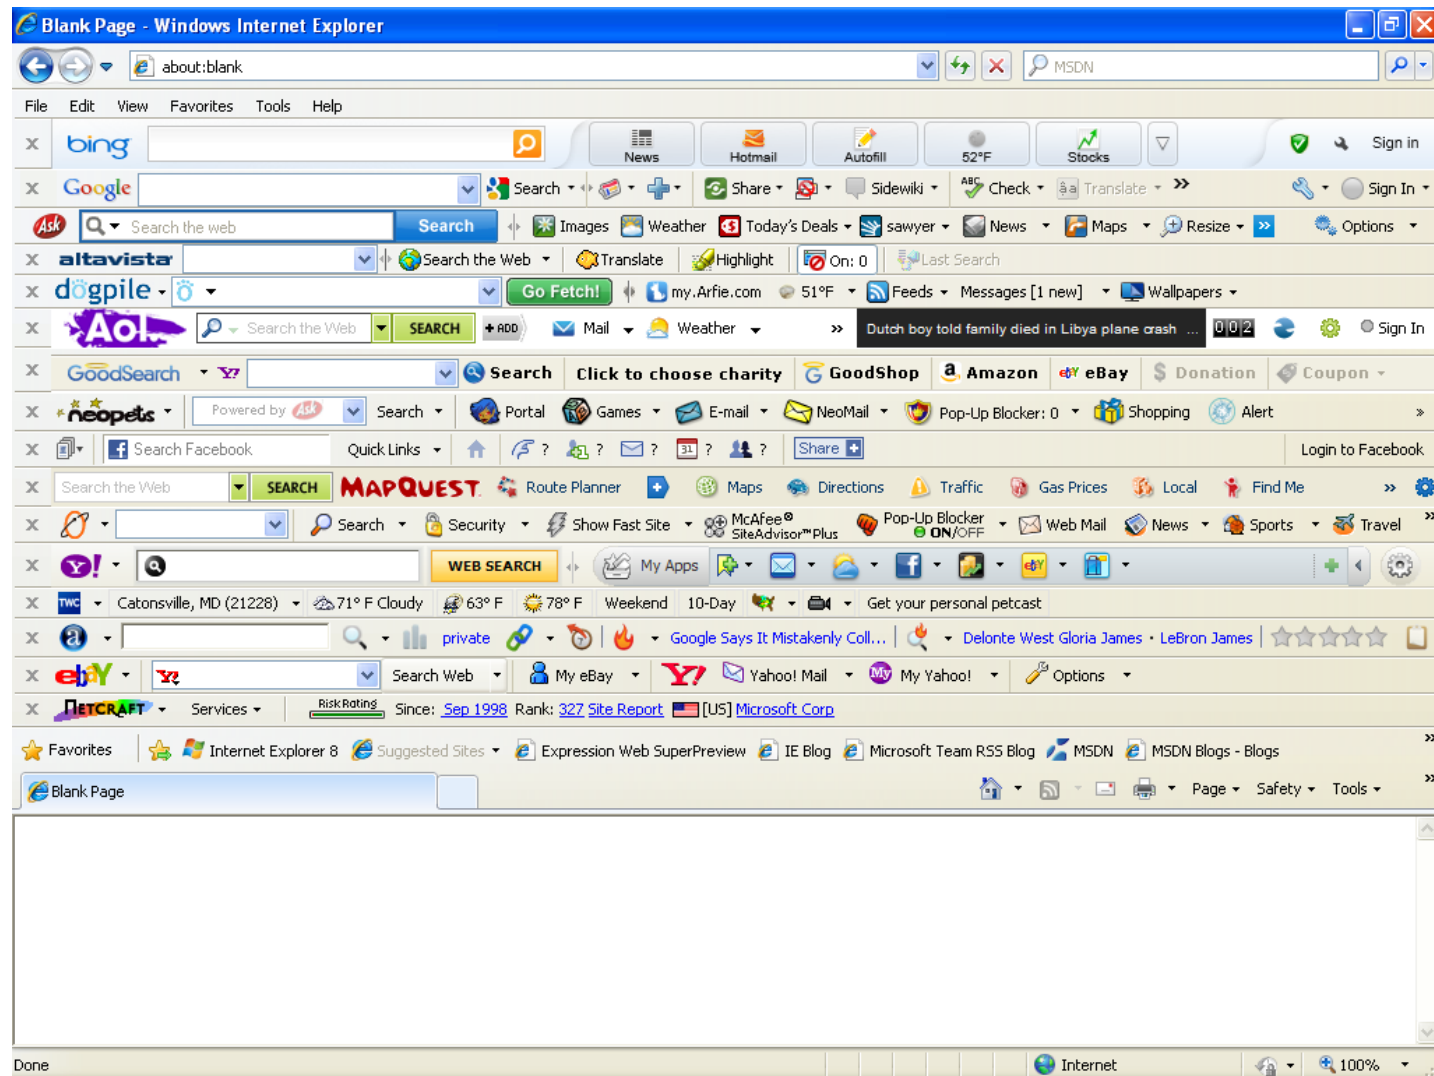 Blank Page - Windows Internet Explorer
about:blank MSDN
File Edit View Favorites Tools Help
x bing News Hotmail Autofill 52°F Stocks Sign in
x Google Search Share Sidewiki ABC Check âa Translate » Sign In
Ask Search the web Search Images Weather Today's Deals sawyer News Maps Resize » Options
x altavista Search the Web Translate Highlight On: 0 Last Search
x dogpile Go Fetch! my.Arfie.com 51°F Feeds Messages [1 new] Wallpapers
x Aol. Search the Web SEARCH + ADD Mail Weather » Dutch boy told family died in Libya plane crash ... 002 Sign In
x GoodSearch Y? Search Click to choose charity GoodShop a Amazon ebY eBay $ Donation Coupon
x neopets Powered by Ask Search Portal Games E-mail NeoMail Pop-Up Blocker: 0 Shopping Alert »
x Search Facebook Quick Links ? ? ? 31 ? ? Share Login to Facebook
x Search the Web SEARCH MAPQUEST. Route Planner Maps Directions Traffic Gas Prices Local Find Me »
x Search Security Show Fast Site McAfee® SiteAdvisor™Plus Pop-Up Blocker ON/OFF Web Mail News Sports Travel »
x Y! WEB SEARCH My Apps ebY
x TWC Catonsville, MD (21228) 71° F Cloudy 63° F 78° F Weekend 10-Day Get your personal petcast
x a private Google Says It Mistakenly Coll... Delonte West Gloria James • LeBron James
x ebY Y? Search Web My eBay Y! Yahoo! Mail My My Yahoo! Options
x NETCRAFT Services Risk Rating Since: Sep 1998 Rank: 327 Site Report [US] Microsoft Corp
Favorites Internet Explorer 8 Suggested Sites Expression Web SuperPreview IE Blog Microsoft Team RSS Blog MSDN MSDN Blogs - Blogs »
Blank Page Page Safety Tools »
Done Internet 100%